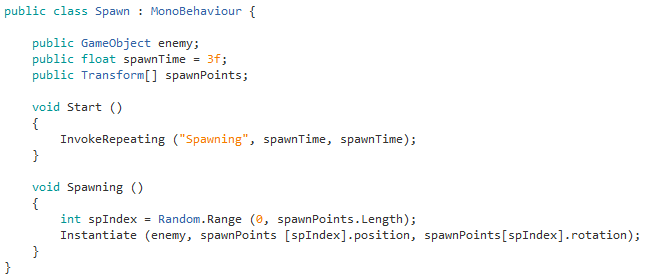 public class Spawn : MonoBehaviour {
public GameObject enemy;
public float spawnTime = 3f;
public Transform[] spawnPoints;
void Start ()
{
InvokeRepeating ("Spawning", spawnTime, spawnTime);
}
void Spawning ()
{
int spIndex = Random.Range (0, spawnPoints.Length);
Instantiate (enemy, spawnPoints [spIndex].position, spawnPoints[spIndex].rotation);
}
}